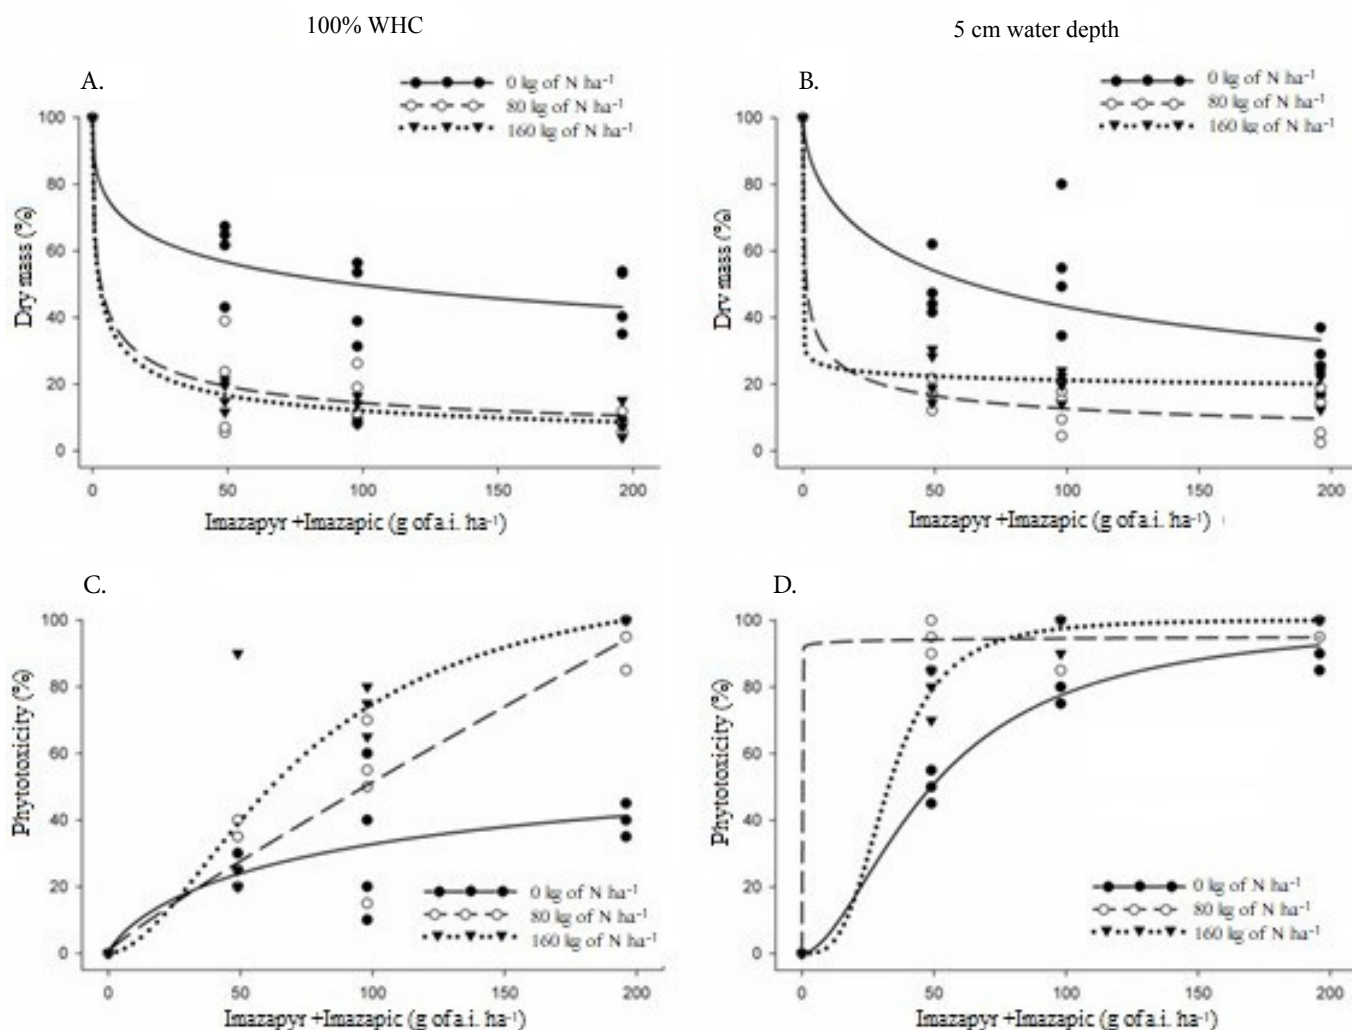 100% WHC
5 cm water depth
A.
0 kg of N ha⁻¹
80 kg of N ha⁻¹
160 kg of N ha⁻¹
100
80
60
40
20
0
Dry mass (%)
0 50 100 150 200
Imazapyr +Imazapic (g of a.i. ha⁻¹)
B.
0 kg of N ha⁻¹
80 kg of N ha⁻¹
160 kg of N ha⁻¹
100
80
60
40
20
0
Dry mass (%)
0 50 100 150 200
Imazapyr +Imazapic (g of a.i. ha⁻¹)
C.
100
80
60
40
20
0
Phytotoxicity (%)
0 kg of N ha⁻¹
80 kg of N ha⁻¹
160 kg of N ha⁻¹
0 50 100 150 200
Imazapyr +Imazapic (g of a.i. ha⁻¹)
D.
100
80
60
40
20
0
Phytotoxicity (%)
0 kg of N ha⁻¹
80 kg of N ha⁻¹
160 kg of N ha⁻¹
0 50 100 150 200
Imazapyr +Imazapic (g of a.i. ha⁻¹)